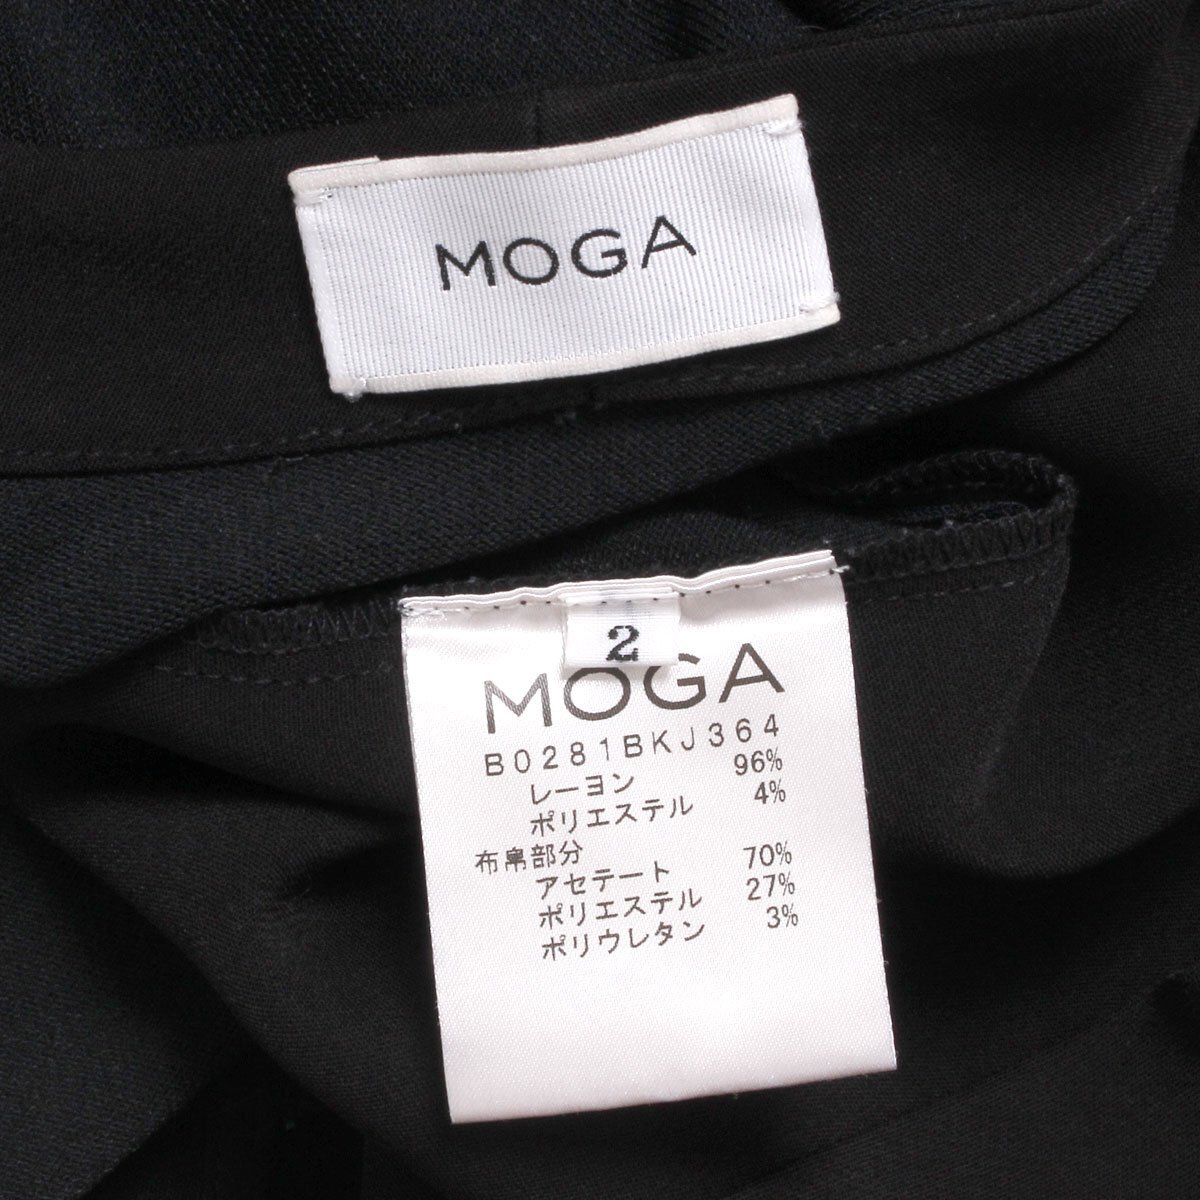 MOGA
2
MOGA
B0281BKJ364
レーヨン 96%
ポリエステル 4%
布帛部分
アセテート 70%
ポリエステル 27%
ポリウレタン 3%